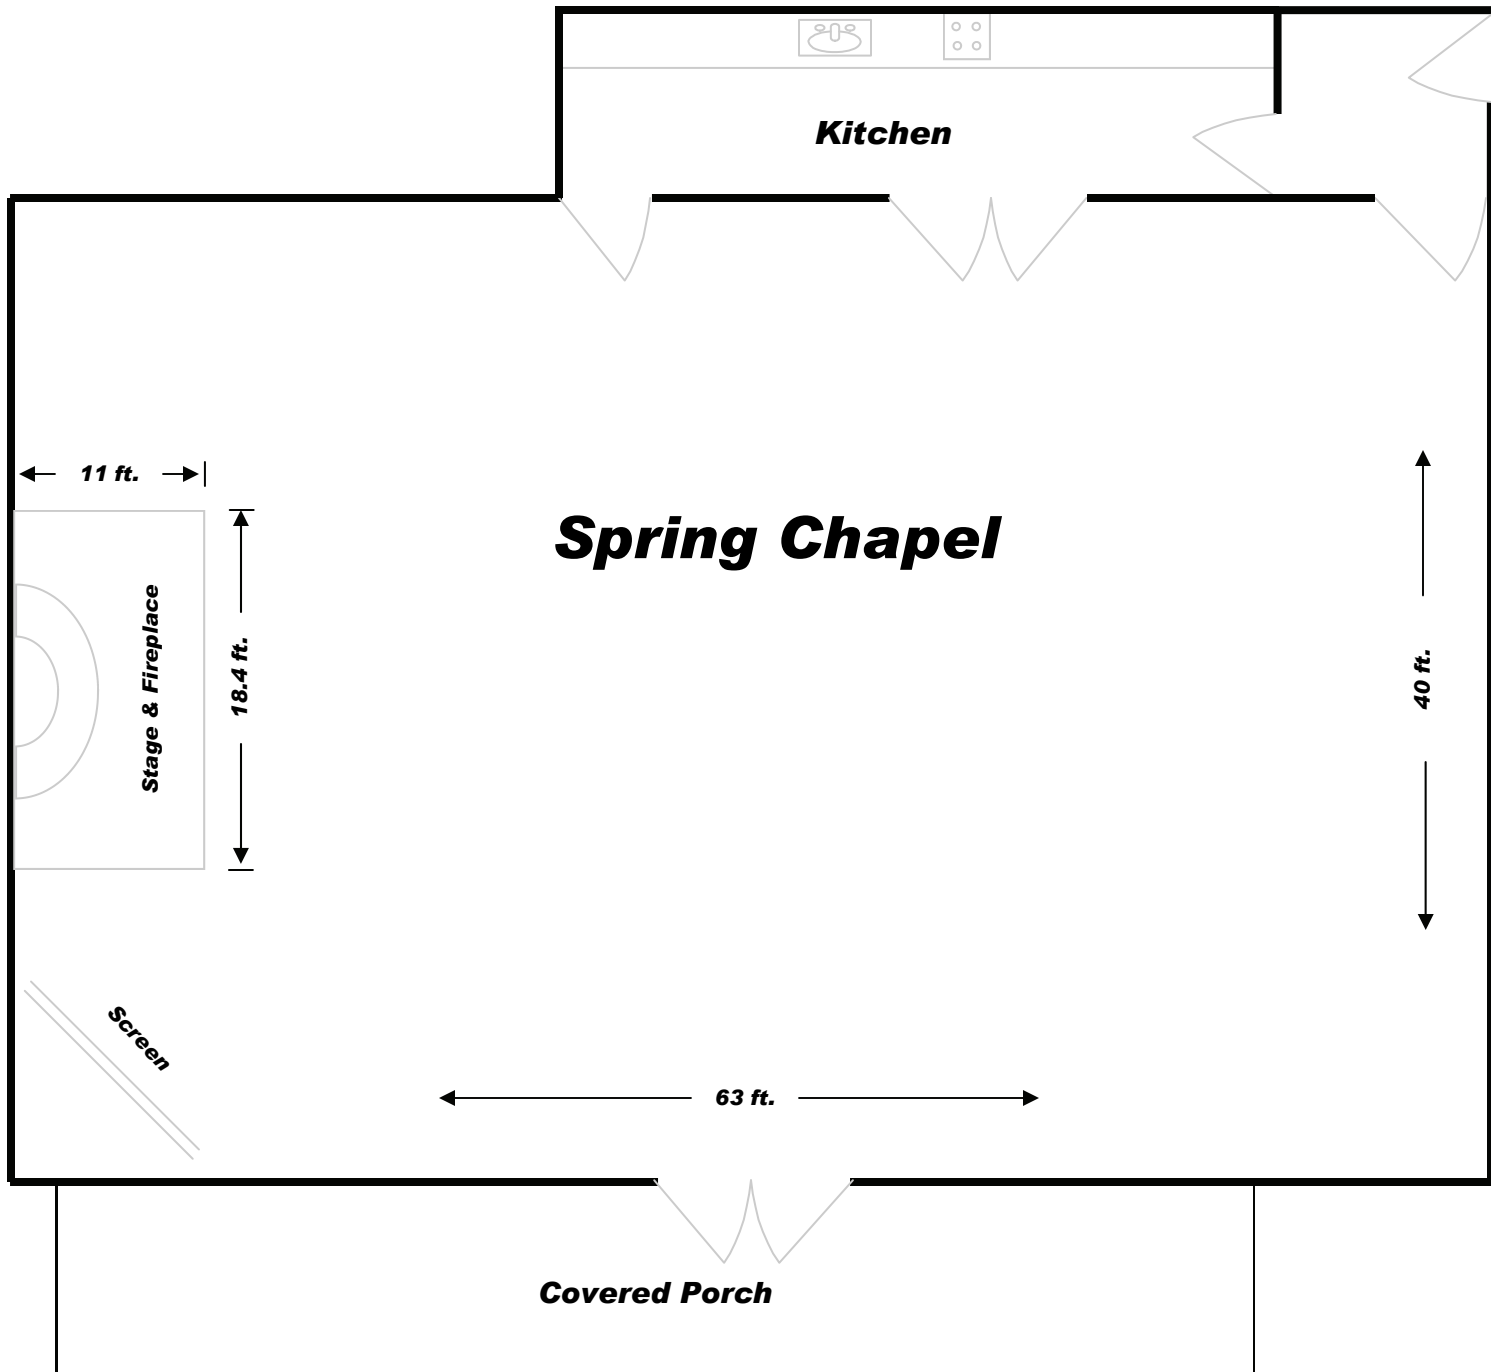 Kitchen
11 ft.
Spring Chapel
Stage & Fireplace
18.4 ft.
40 ft.
Screen
63 ft.
Covered Porch